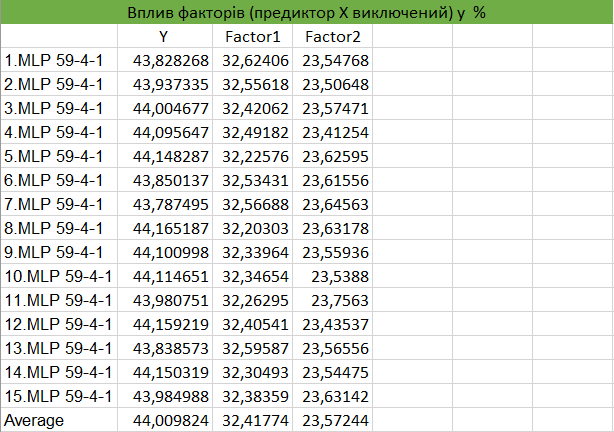 Вплив факторів (предиктор X виключений) у %
Y Factor1 Factor2
1.MLP 59-4-1 43,828268 32,62406 23,54768
2.MLP 59-4-1 43,937335 32,55618 23,50648
3.MLP 59-4-1 44,004677 32,42062 23,57471
4.MLP 59-4-1 44,095647 32,49182 23,41254
5.MLP 59-4-1 44,148287 32,22576 23,62595
6.MLP 59-4-1 43,850137 32,53431 23,61556
7.MLP 59-4-1 43,787495 32,56688 23,64563
8.MLP 59-4-1 44,165187 32,20303 23,63178
9.MLP 59-4-1 44,100998 32,33964 23,55936
10.MLP 59-4-1 44,114651 32,34654 23,5388
11.MLP 59-4-1 43,980751 32,26295 23,7563
12.MLP 59-4-1 44,159219 32,40541 23,43537
13.MLP 59-4-1 43,838573 32,59587 23,56556
14.MLP 59-4-1 44,150319 32,30493 23,54475
15.MLP 59-4-1 43,984988 32,38359 23,63142
Average 44,009824 32,41774 23,57244